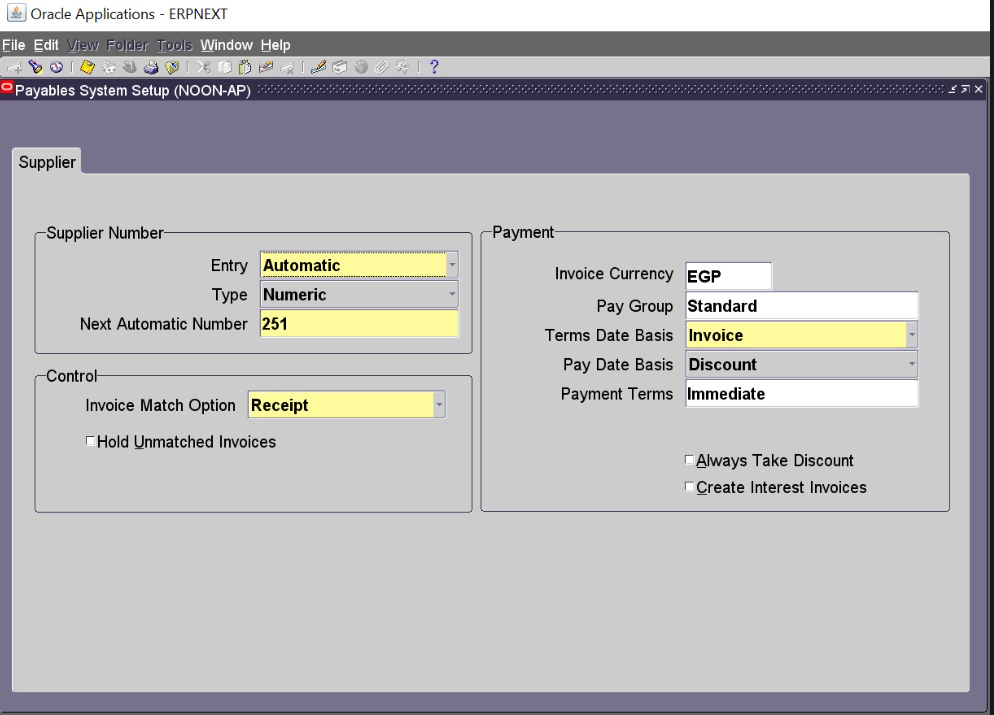 Oracle Applications - ERPNEXT
File Edit View Folder Tools Window Help
Payables System Setup (NOON-AP)
Supplier
Supplier Number
Entry Automatic
Type Numeric
Next Automatic Number 251
Control
Invoice Match Option Receipt
Hold Unmatched Invoices
Payment
Invoice Currency EGP
Pay Group Standard
Terms Date Basis Invoice
Pay Date Basis Discount
Payment Terms Immediate
Always Take Discount
Create Interest Invoices